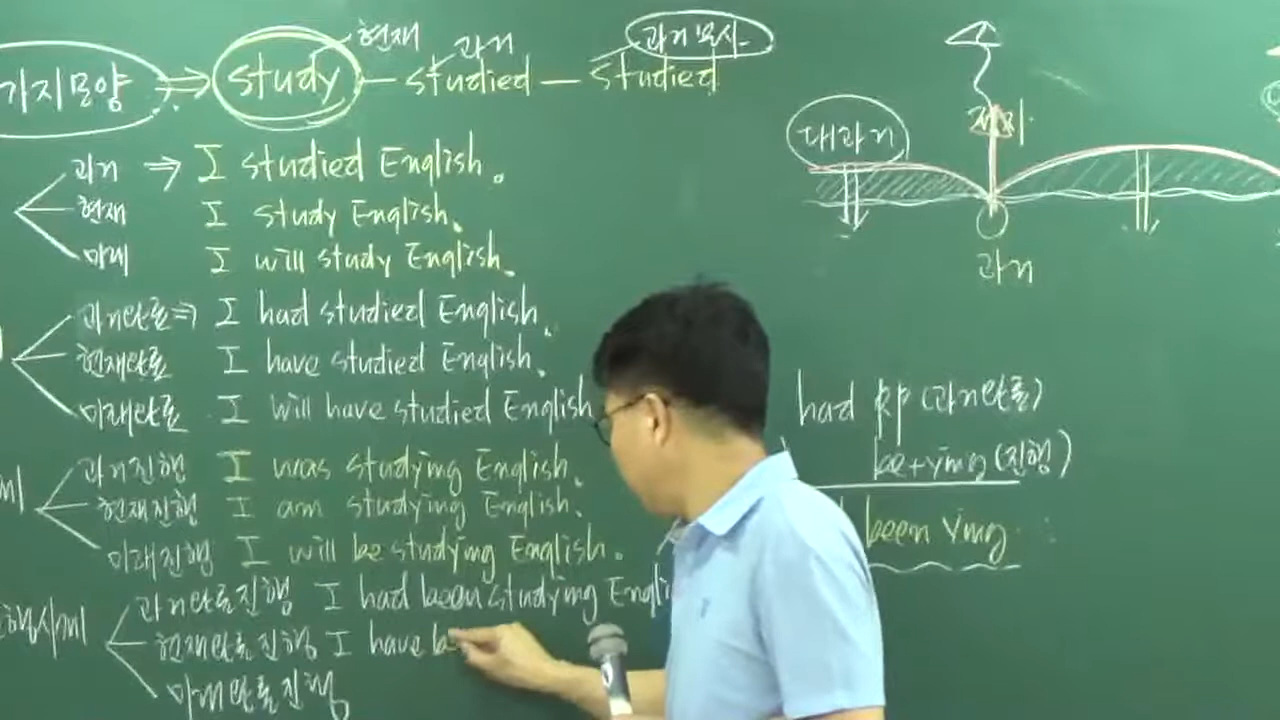 가지모양 ⇒ study - studied - studied
현재
과거
과거분사
과거 ⇒ I studied English.
현재 I study English.
미래 I will study English.
과거완료 ⇒ I had studied English.
현재완료 I have studied English.
미래완료 I will have studied English
과거진행 I was studying English.
현재진행 I am studying English.
미래진행 I will be studying English.
과거완료진행 I had been studying Engli
현재완료진행 I have b
미래완료진행
행시제
대과거
과거
had pp (과거완료)
be+ving (진행)
been ving